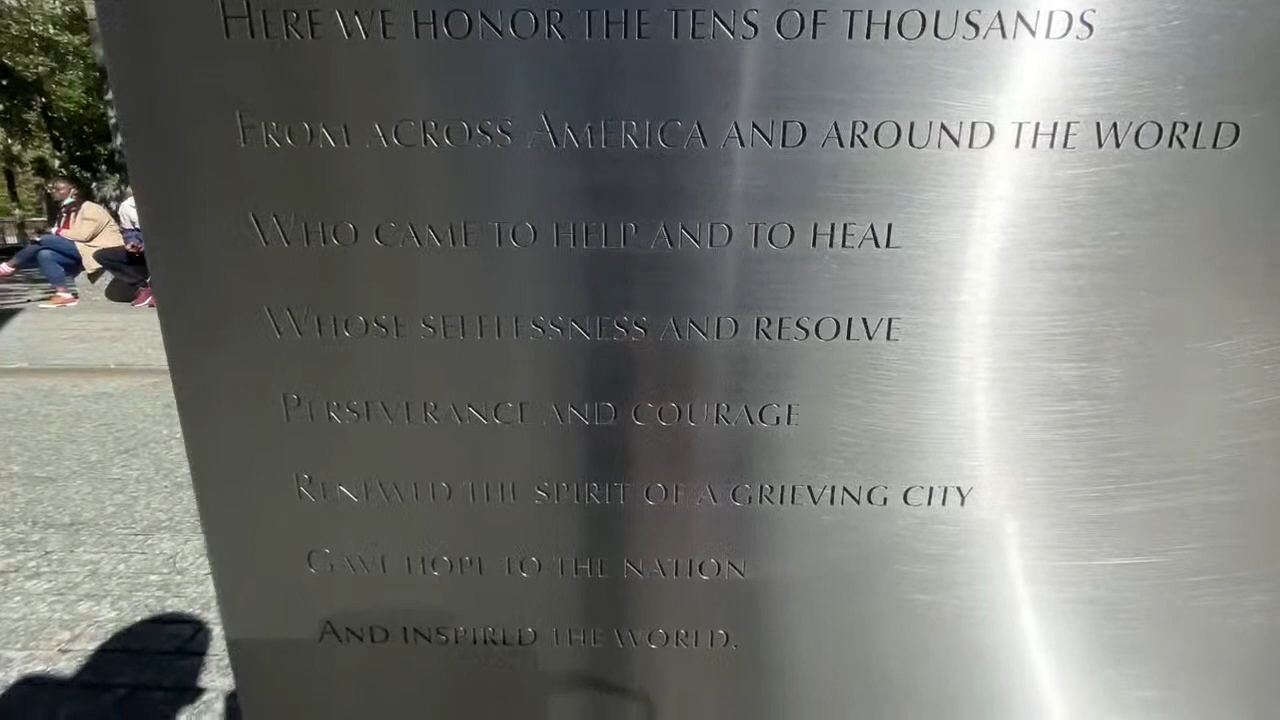 HERE WE HONOR THE TENS OF THOUSANDS
FROM ACROSS AMERICA AND AROUND THE WORLD
WHO CAME TO HELP AND TO HEAL
WHOSE SELFLESSNESS AND RESOLVE
PERSEVERANCE AND COURAGE
RENEWED THE SPIRIT OF A GRIEVING CITY
GAVE HOPE TO THE NATION
AND INSPIRED THE WORLD.